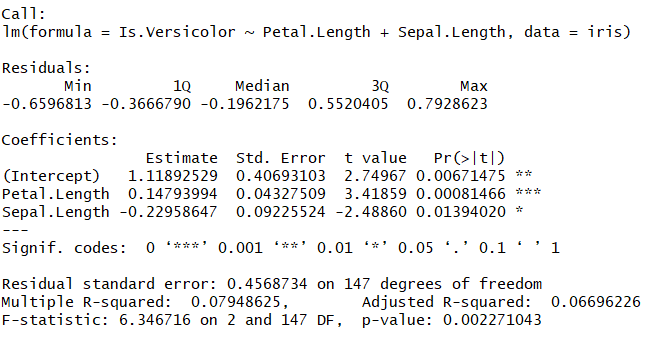 Call:
lm(formula = Is.Versicolor ~ Petal.Length + Sepal.Length, data = iris)
Residuals:
Min 1Q Median 3Q Max
-0.6596813 -0.3666790 -0.1962175 0.5520405 0.7928623
Coefficients:
Estimate Std. Error t value Pr(>|t|)
(Intercept) 1.11892529 0.40693103 2.74967 0.00671475 **
Petal.Length 0.14793994 0.04327509 3.41859 0.00081466 ***
Sepal.Length -0.22958647 0.09225524 -2.48860 0.01394020 *
---
Signif. codes: 0 ‘***’ 0.001 ‘**’ 0.01 ‘*’ 0.05 ‘.’ 0.1 ‘ ’ 1
Residual standard error: 0.4568734 on 147 degrees of freedom
Multiple R-squared: 0.07948625, Adjusted R-squared: 0.06696226
F-statistic: 6.346716 on 2 and 147 DF, p-value: 0.002271043